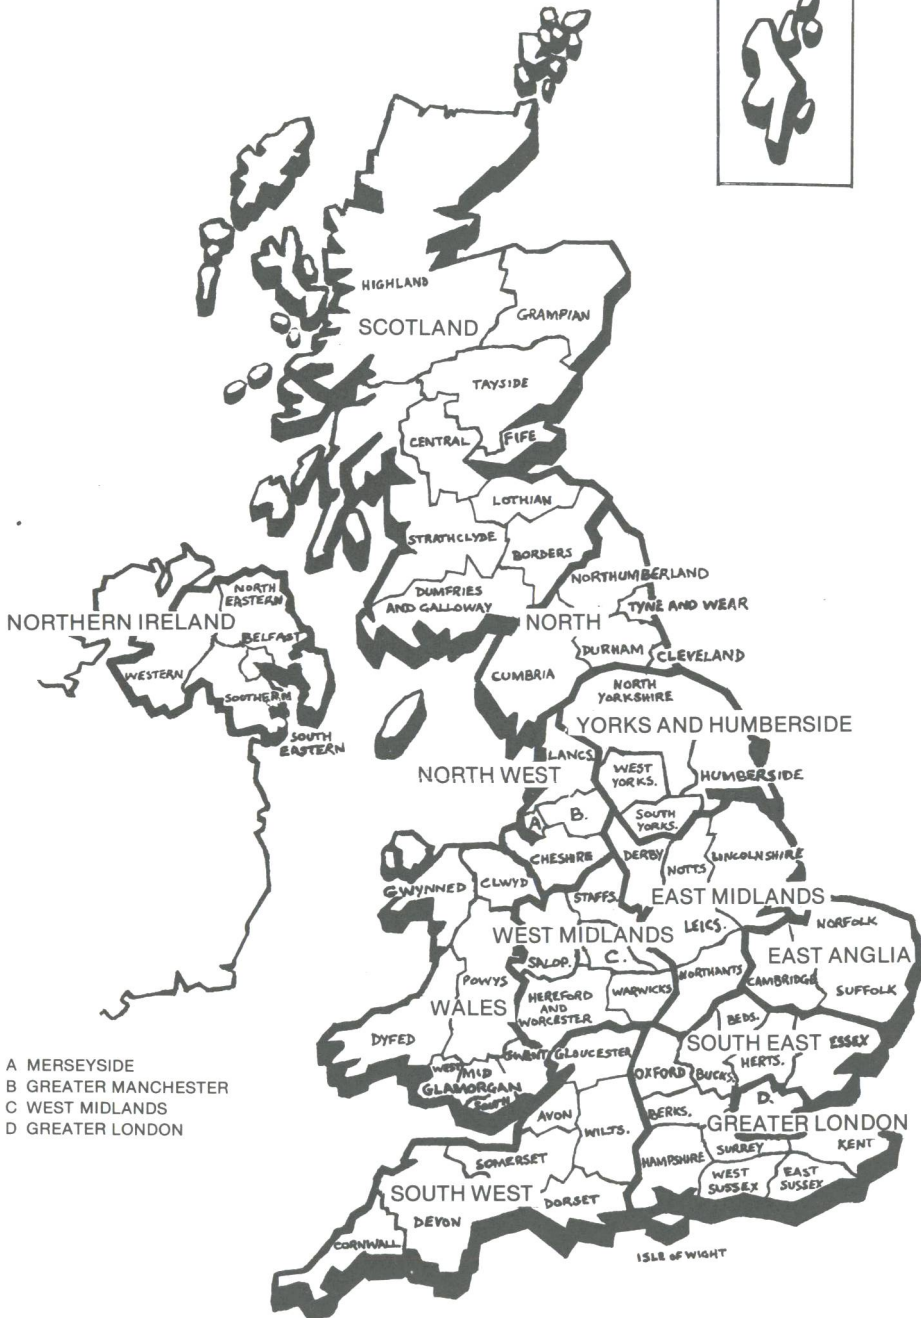 HIGHLAND
SCOTLAND
GRAMPIAN
TAYSIDE
CENTRAL
FIFE
LOTHIAN
STRATHCLYDE
BORDERS
DUMFRIES
AND GALLOWAY
NORTHUMBERLAND
TYNE AND WEAR
NORTH
DURHAM
CLEVELAND
CUMBRIA
NORTH
EASTERN
NORTHERN IRELAND
BELFAST
WESTERN
SOUTHERN
SOUTH
EASTERN
NORTH
YORKSHIRE
YORKS AND HUMBERSIDE
LANCS.
NORTH WEST
WEST
YORKS.
HUMBERSIDE
A
B.
SOUTH
YORKS.
CHESHIRE
DERBY
NOTTS
LINCOLNSHIRE
GWYNNED
CLWYD
STAFFS.
EAST MIDLANDS
WEST MIDLANDS
LEICS.
NORFOLK
SALOP.
C.
EAST ANGLIA
POWYS
WARWICKS
NORTHANTS
CAMBRIDGE
SUFFOLK
HEREFORD
AND
WORCESTER
WALES
BEDS.
DYFED
GWENT
GLOUCESTER
SOUTH EAST
ESSEX
HERTS.
WEST
MID
GLAMORGAN
SOUTH
OXFORD
BUCKS.
D.
AVON
WILTS.
BERKS.
GREATER LONDON
SURREY
KENT
SOMERSET
HAMPSHIRE
WEST
SUSSEX
EAST
SUSSEX
SOUTH WEST
DORSET
DEVON
CORNWALL
ISLE OF WIGHT
A MERSEYSIDE
B GREATER MANCHESTER
C WEST MIDLANDS
D GREATER LONDON